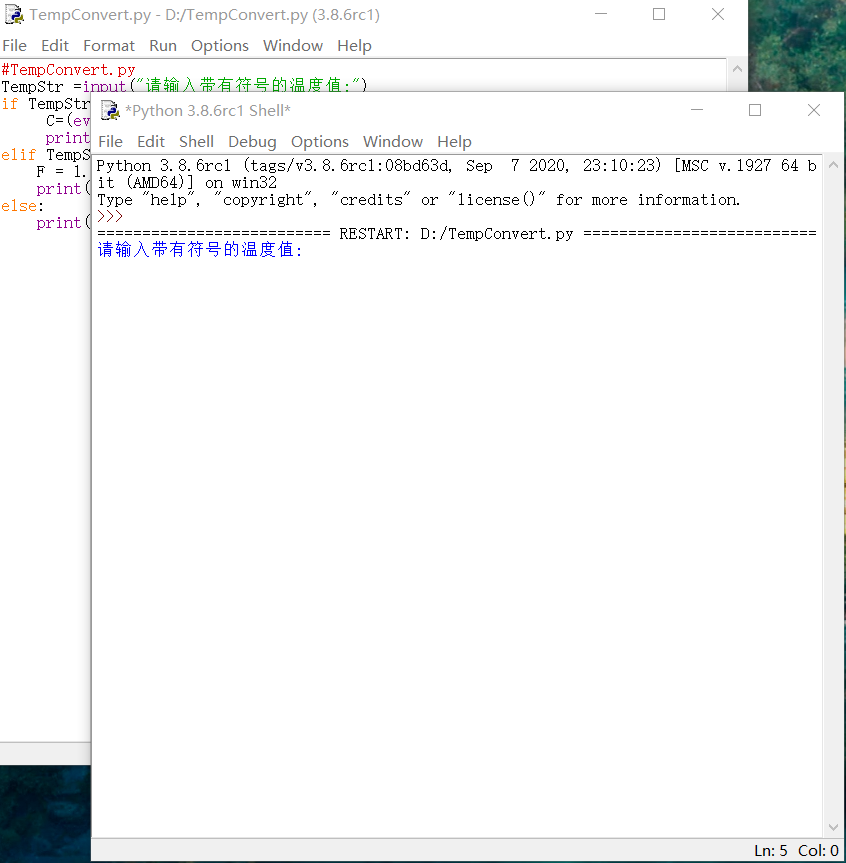 TempConvert.py - D:/TempConvert.py (3.8.6rc1)
File Edit Format Run Options Window Help
#TempConvert.py
TempStr =input("请输入带有符号的温度值:")
if TempStr
C=(ev
print
elif TempS
F = 1.
print(
else:
print(
*Python 3.8.6rc1 Shell*
File Edit Shell Debug Options Window Help
Python 3.8.6rc1 (tags/v3.8.6rc1:08bd63d, Sep  7 2020, 23:10:23) [MSC v.1927 64 b
it (AMD64)] on win32
Type "help", "copyright", "credits" or "license()" for more information.
>>>
========================== RESTART: D:/TempConvert.py ==========================
请输入带有符号的温度值:
Ln: 5 Col: 0